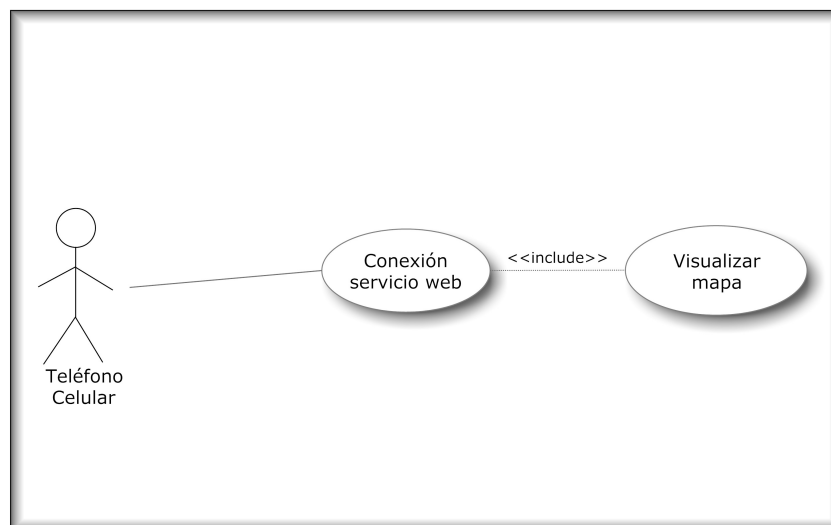 Conexión
servicio web
<<include>>
Visualizar
mapa
Teléfono
Celular